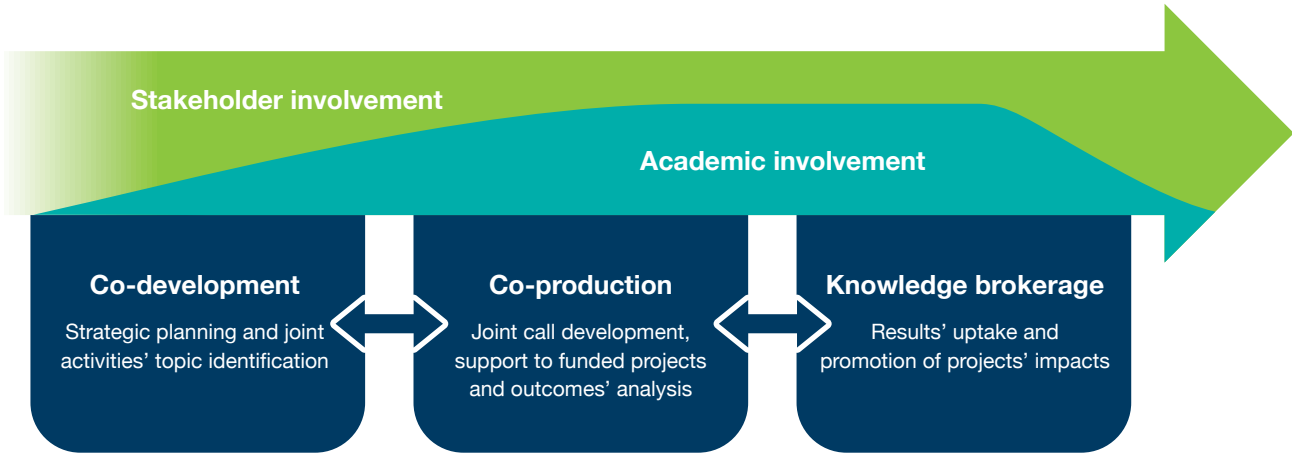 Stakeholder involvement
Academic involvement
Co-development
Strategic planning and joint
activities’ topic identification
Co-production
Joint call development,
support to funded projects
and outcomes’ analysis
Knowledge brokerage
Results’ uptake and
promotion of projects’ impacts